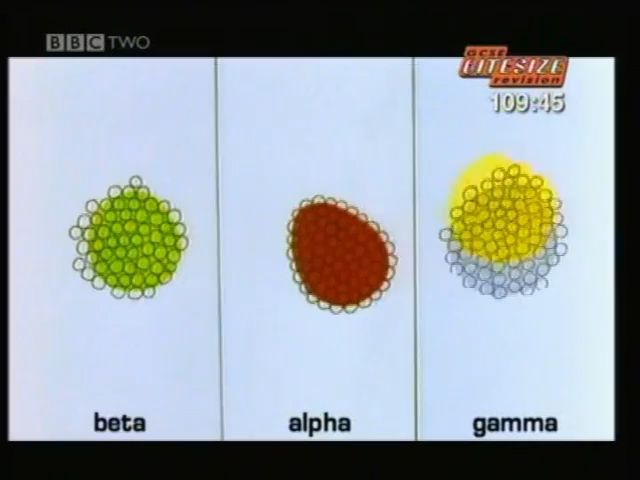 BBC TWO
GCSE
BITESIZE
revision
109:45
beta
alpha
gamma